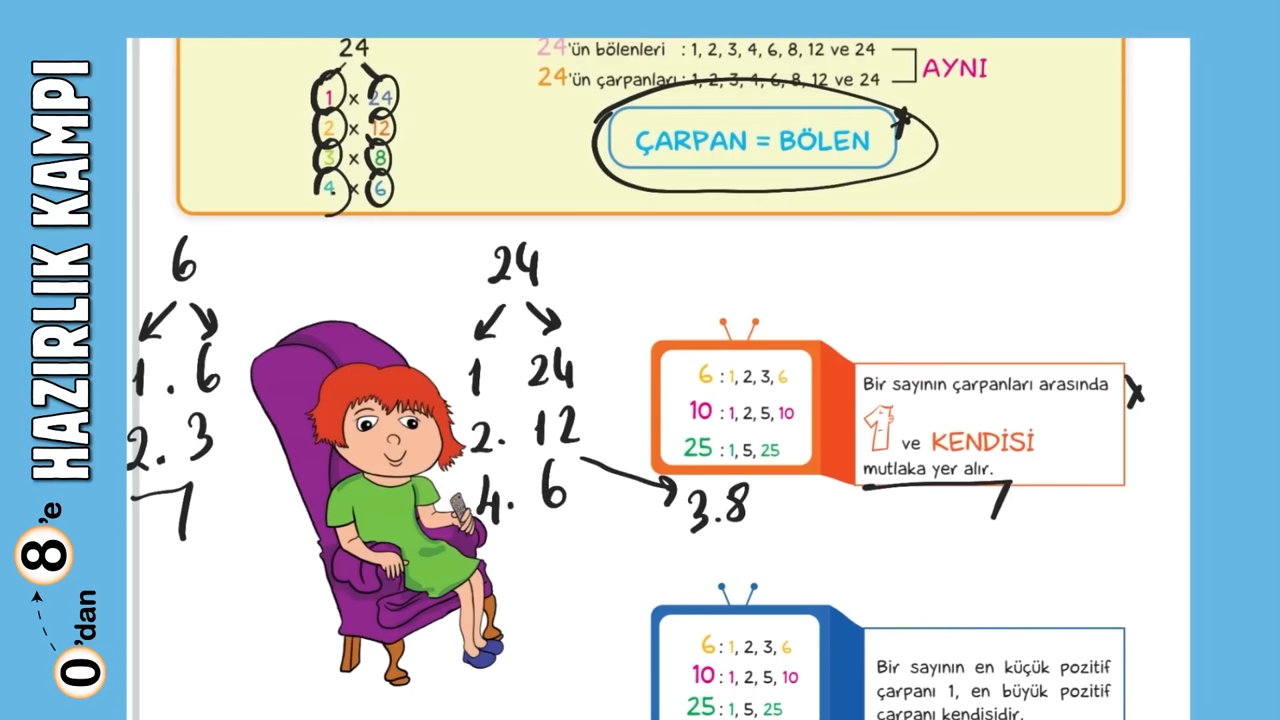 0'dan 8'e HAZIRLIK KAMPI
24
1 x 24
2 x 12
3 x 8
4 x 6
24'ün bölenleri : 1, 2, 3, 4, 6, 8, 12 ve 24
24'ün çarpanları : 1, 2, 3, 4, 6, 8, 12 ve 24
AYNI
ÇARPAN = BÖLEN
6
1 . 6
2 . 3
24
1 24
2 . 12
4 . 6
3.8
6 : 1, 2, 3, 6
10 : 1, 2, 5, 10
25 : 1, 5, 25
Bir sayının çarpanları arasında
1 ve KENDİSİ
mutlaka yer alır.
6 : 1, 2, 3, 6
10 : 1, 2, 5, 10
25 : 1, 5, 25
Bir sayının en küçük pozitif
çarpanı 1, en büyük pozitif
çarpanı kendisidir.